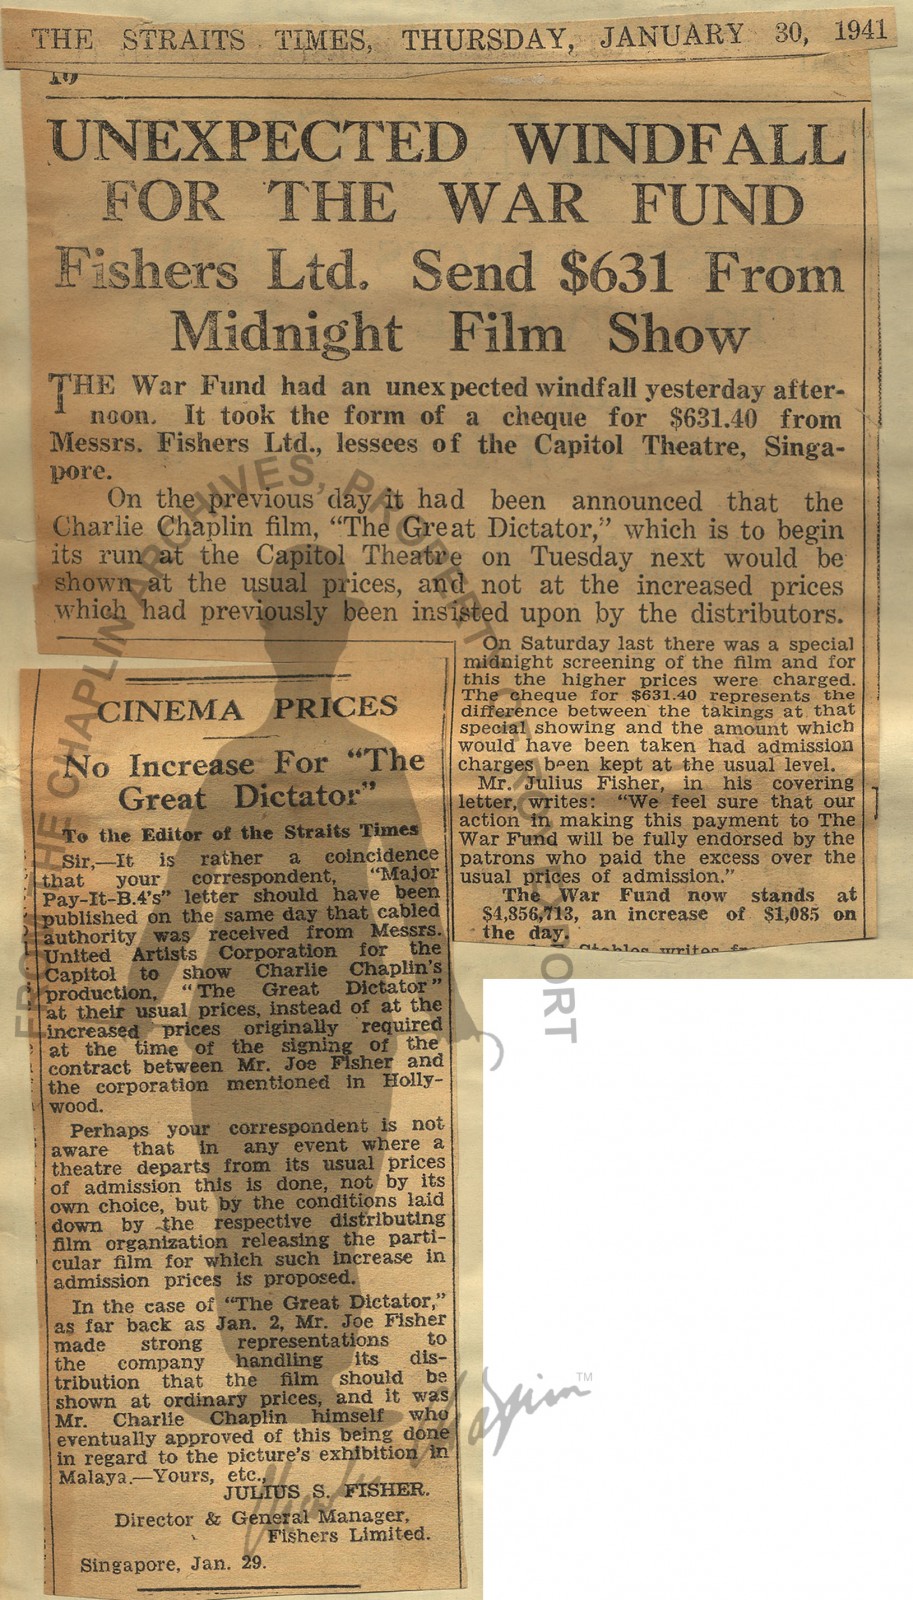 THE STRAITS TIMES, THURSDAY, JANUARY 30, 1941
10
UNEXPECTED WINDFALL
FOR THE WAR FUND
Fishers Ltd. Send $631 From
Midnight Film Show
THE War Fund had an unexpected windfall yesterday after-
noon. It took the form of a cheque for $631.40 from
Messrs. Fishers Ltd., lessees of the Capitol Theatre, Singa-
pore.
On the previous day it had been announced that the
Charlie Chaplin film, "The Great Dictator," which is to begin
its run at the Capitol Theatre on Tuesday next would be
shown at the usual prices, and not at the increased prices
which had previously been insisted upon by the distributors.
On Saturday last there was a special
midnight screening of the film and for
this the higher prices were charged.
The cheque for $631.40 represents the
difference between the takings at that
special showing and the amount which
would have been taken had admission
charges been kept at the usual level.
Mr. Julius Fisher, in his covering
letter, writes: "We feel sure that our
action in making this payment to The
War Fund will be fully endorsed by the
patrons who paid the excess over the
usual prices of admission."
The War Fund now stands at
$4,856,713, an increase of $1,085 on
the day.
Stables writes
CINEMA PRICES
No Increase For "The
Great Dictator"
To the Editor of the Straits Times
Sir,—It is rather a coincidence
that your correspondent, "Major
Pay-It-B.4's" letter should have been
published on the same day that cabled
authority was received from Messrs.
United Artists Corporation for the
Capitol to show Charlie Chaplin's
production, "The Great Dictator"
at their usual prices, instead of at the
increased prices originally required
at the time of the signing of the
contract between Mr. Joe Fisher and
the corporation mentioned in Holly-
wood.
Perhaps your correspondent is not
aware that in any event where a
theatre departs from its usual prices
of admission this is done, not by its
own choice, but by the conditions laid
down by the respective distributing
film organization releasing the parti-
cular film for which such increase in
admission prices is proposed.
In the case of "The Great Dictator,"
as far back as Jan. 2, Mr. Joe Fisher
made strong representations to
the company handling its dis-
tribution that the film should be
shown at ordinary prices, and it was
Mr. Charlie Chaplin himself who
eventually approved of this being done
in regard to the picture's exhibition in
Malaya.—Yours, etc.,
JULIUS S. FISHER.
Director & General Manager,
Fishers Limited.
Singapore, Jan. 29.
FROM THE CHAPLIN ARCHIVES, PROPERTY OF ROY EXPORT
Charlie Chaplin TM